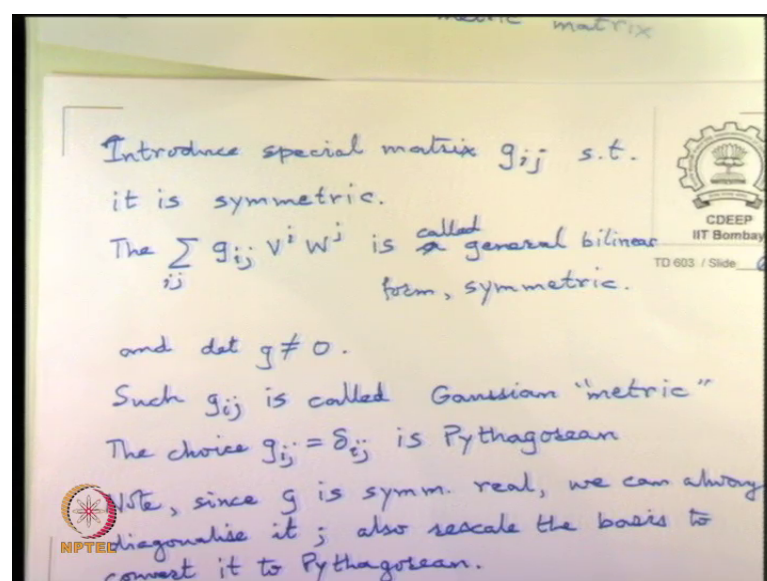 metric matrix
Introduce special matrix gij s.t.
it is symmetric.
The ∑ij gij vi wj is called general bilinear
form, symmetric.
and det g ≠ 0.
Such gij is called Gaussian "metric"
The choice gij = δij is Pythagorean
Note, since g is symm. real, we can always
diagonalise it ; also rescale the basis to
convert it to Pythagorean.
CDEEP
IIT Bombay
TD 603 / Slide
NPTEL